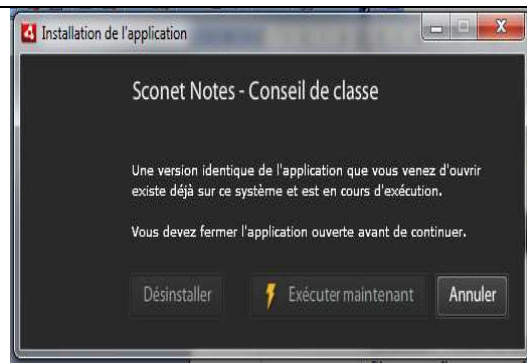 Installation de l'application
Sconet Notes - Conseil de classe
Une version identique de l'application que vous venez d'ouvrir
existe déjà sur ce système et est en cours d'exécution.
Vous devez fermer l'application ouverte avant de continuer.
Désinstaller
Exécuter maintenant
Annuler